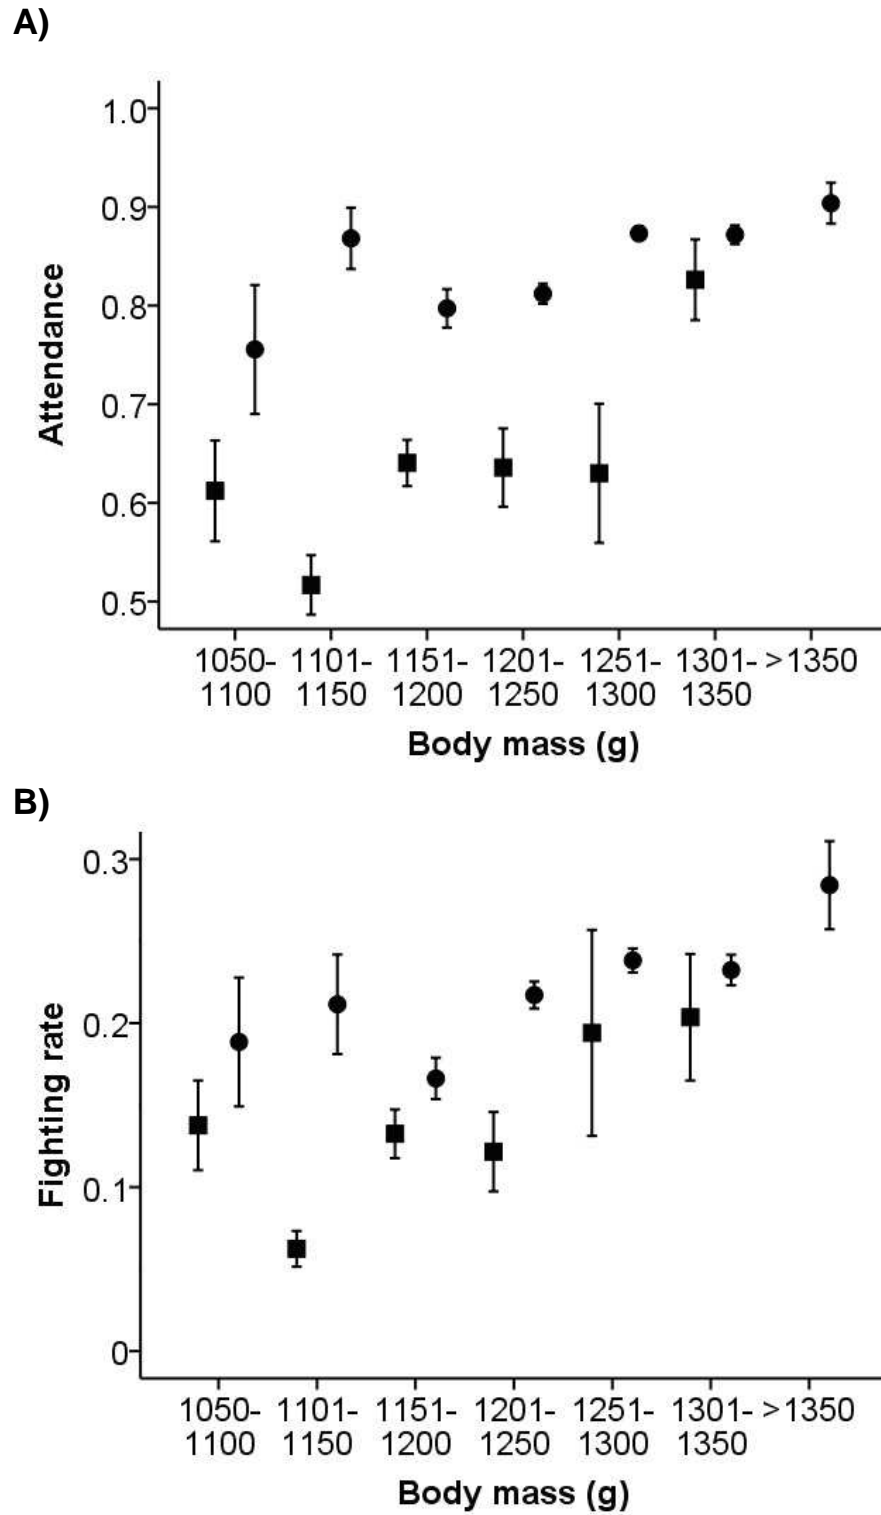 A)
Attendance
1.0
0.9
0.8
0.7
0.6
0.5
1050- 1101- 1151- 1201- 1251- 1301- >1350
1100 1150 1200 1250 1300 1350
Body mass (g)
B)
Fighting rate
0.3
0.2
0.1
0
1050- 1101- 1151- 1201- 1251- 1301- >1350
1100 1150 1200 1250 1300 1350
Body mass (g)